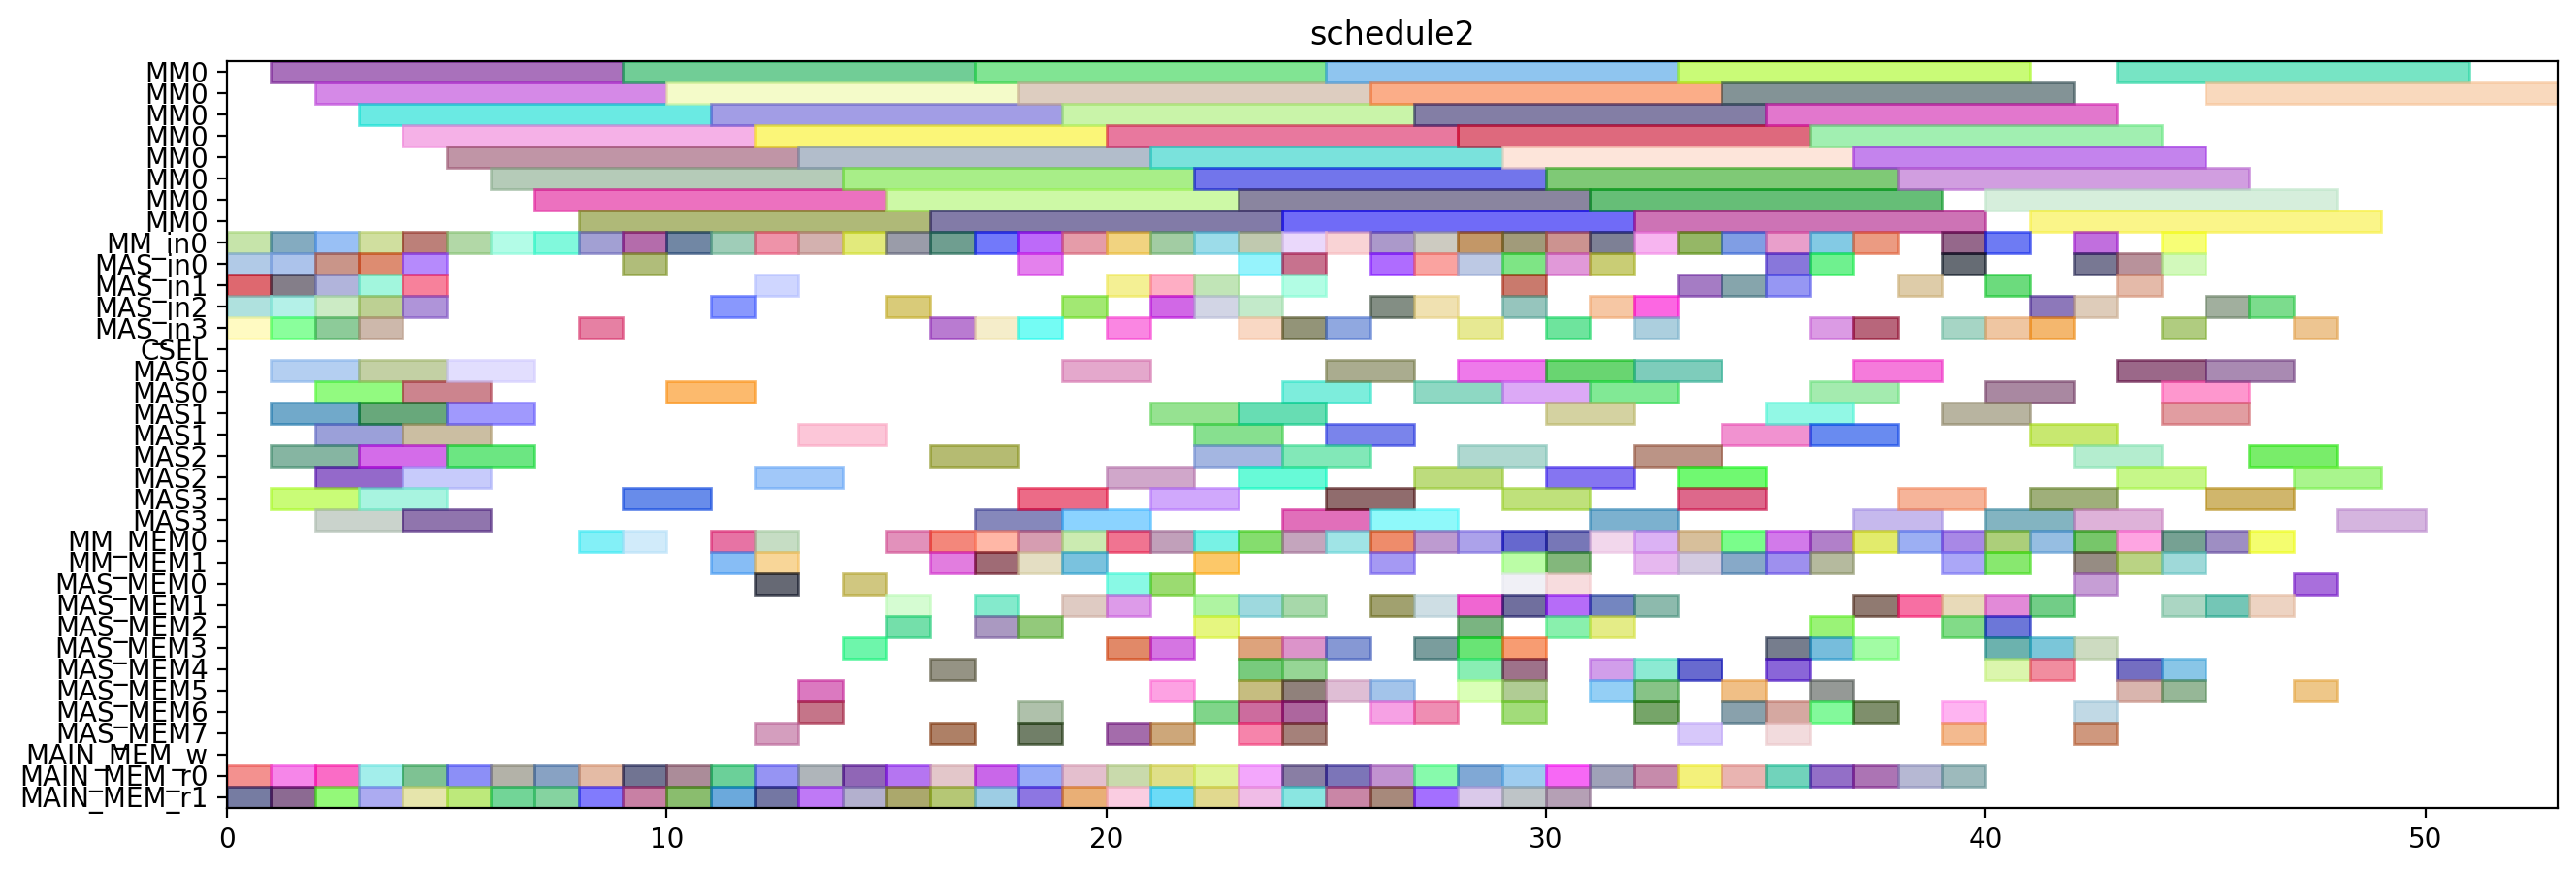 schedule2
MM0
MM0
MM0
MM0
MM0
MM0
MM0
MM0
MM_in0
MAS_in0
MAS_in1
MAS_in2
MAS_in3
CSEL
MAS0
MAS0
MAS1
MAS1
MAS2
MAS2
MAS3
MAS3
MM_MEM0
MM_MEM1
MAS_MEM0
MAS_MEM1
MAS_MEM2
MAS_MEM3
MAS_MEM4
MAS_MEM5
MAS_MEM6
MAS_MEM7
MAIN_MEM_w
MAIN_MEM_r0
MAIN_MEM_r1
0 10 20 30 40 50